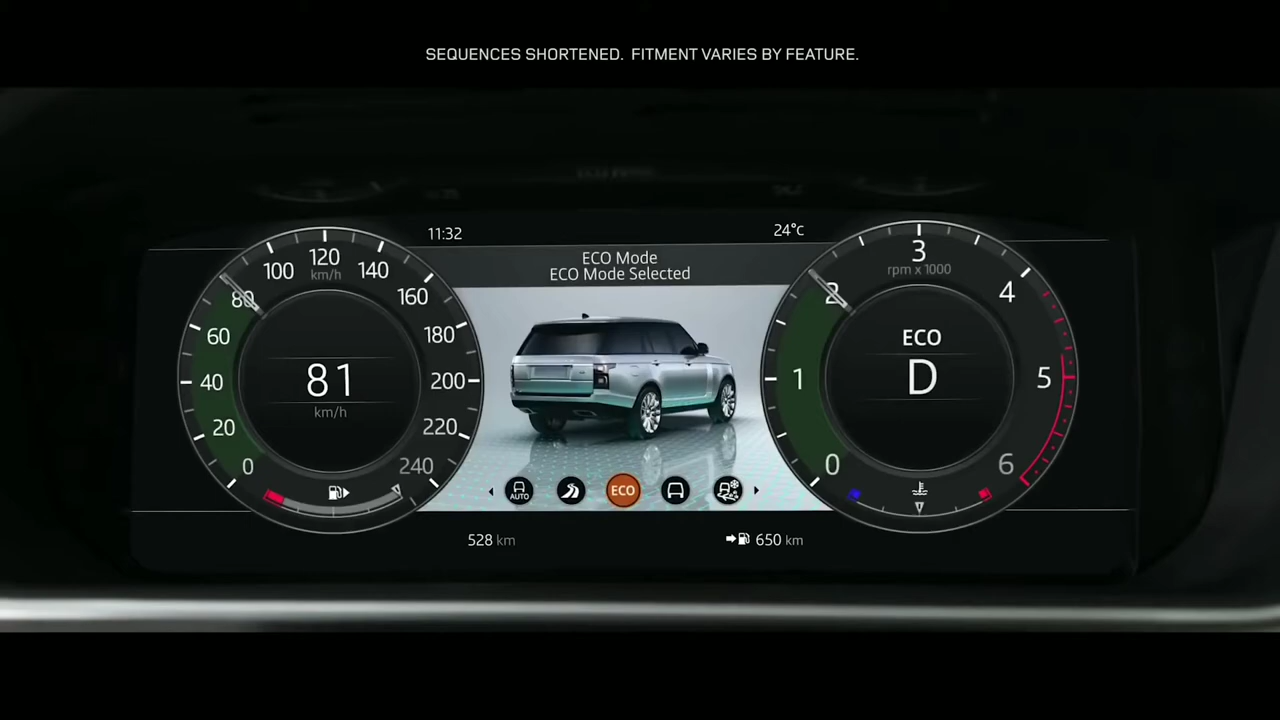 SEQUENCES SHORTENED. FITMENT VARIES BY FEATURE.
11:32
24°c
ECO Mode
ECO Mode Selected
0
20
40
60
80
100
120
140
160
180
200
220
240
km/h
81
km/h
0
1
2
3
4
5
6
rpm x 1000
ECO
D
AUTO
ECO
528 km
650 km